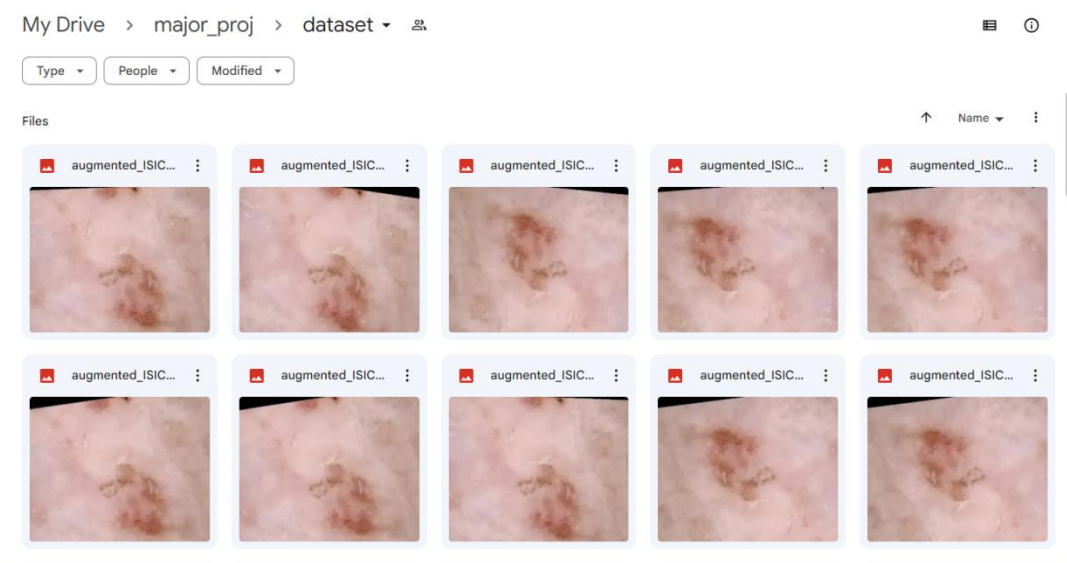 My Drive > major_proj > dataset
Type People Modified
Files
Name
augmented_ISIC... augmented_ISIC... augmented_ISIC... augmented_ISIC... augmented_ISIC...
augmented_ISIC... augmented_ISIC... augmented_ISIC... augmented_ISIC... augmented_ISIC...